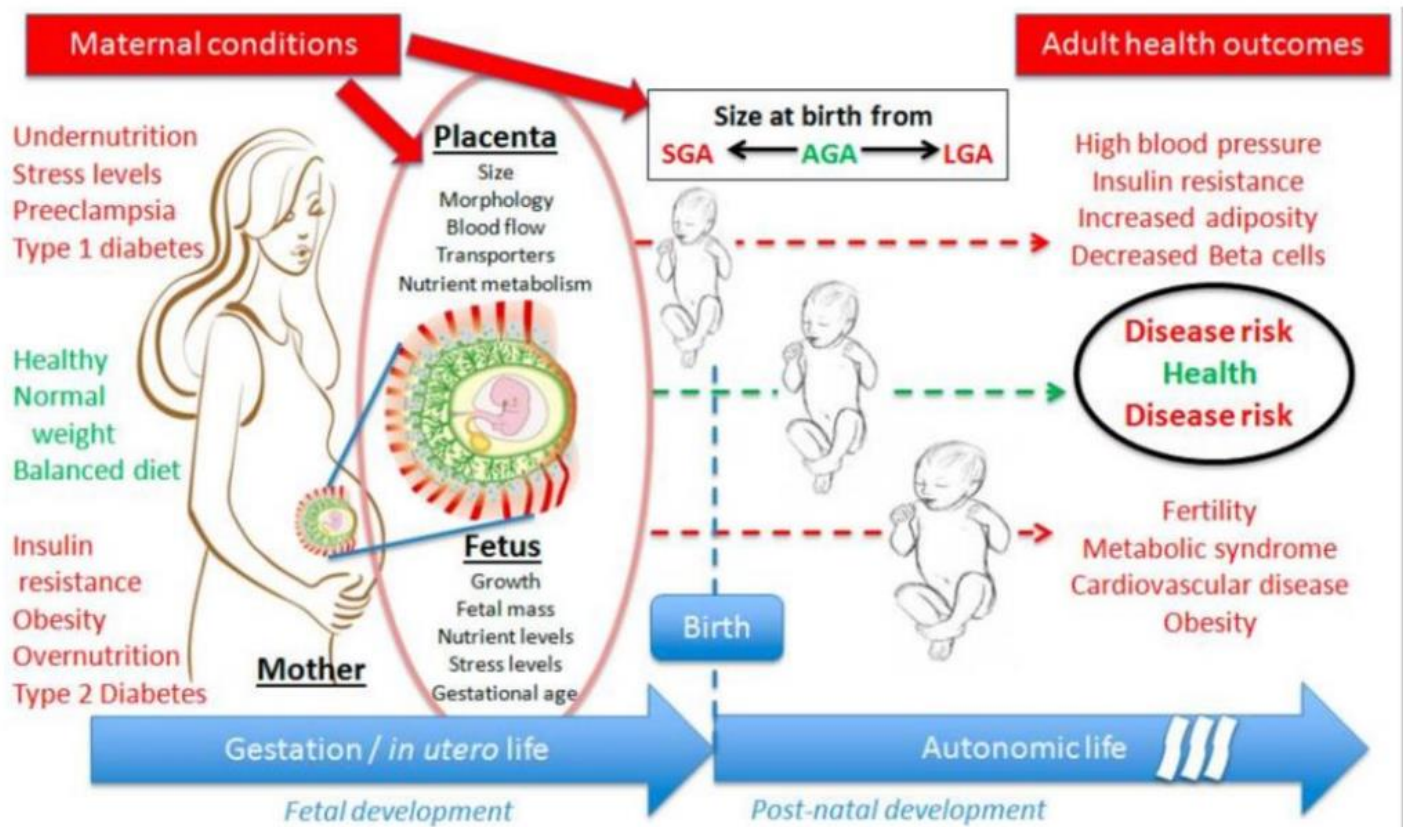 Maternal conditions
Adult health outcomes
Undernutrition
Stress levels
Preeclampsia
Type 1 diabetes
Healthy
Normal
weight
Balanced diet
Insulin
resistance
Obesity
Overnutrition
Type 2 Diabetes
Mother
Placenta
Size
Morphology
Blood flow
Transporters
Nutrient metabolism
Fetus
Growth
Fetal mass
Nutrient levels
Stress levels
Gestational age
Size at birth from
SGA AGA LGA
Birth
High blood pressure
Insulin resistance
Increased adiposity
Decreased Beta cells
Disease risk
Health
Disease risk
Fertility
Metabolic syndrome
Cardiovascular disease
Obesity
Gestation / in utero life
Autonomic life
Fetal development
Post-natal development